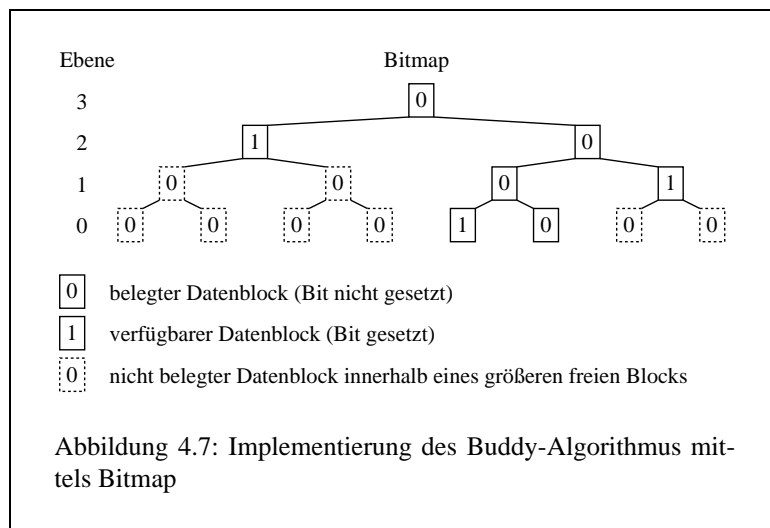 Ebene Bitmap
3 0
2 1 0
1 0 0 0 1
0 0 0 0 0 1 0 0 0
0 belegter Datenblock (Bit nicht gesetzt)
1 verfügbarer Datenblock (Bit gesetzt)
0 nicht belegter Datenblock innerhalb eines größeren freien Blocks
Abbildung 4.7: Implementierung des Buddy-Algorithmus mit-
tels Bitmap